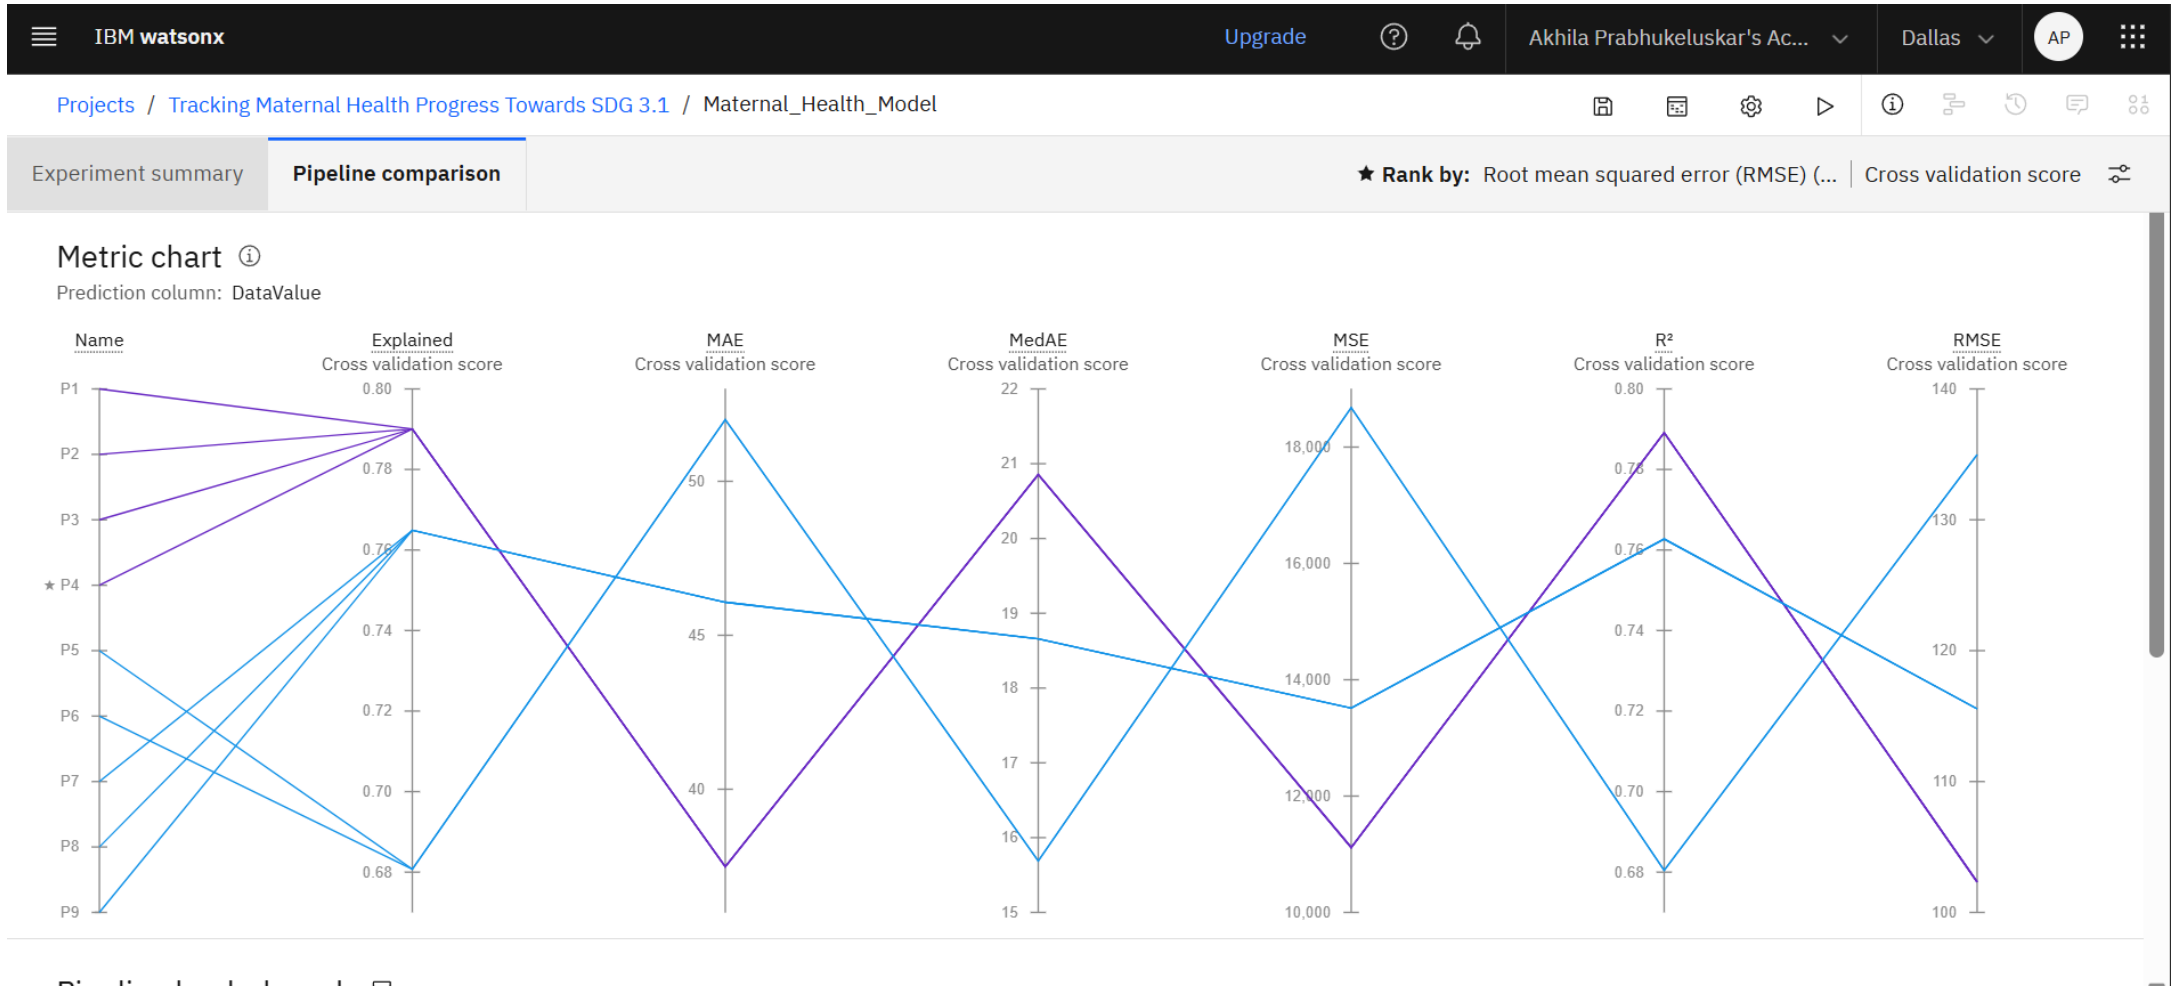 IBM watsonx Upgrade Akhila Prabhukeluskar's Ac... Dallas AP
Projects / Tracking Maternal Health Progress Towards SDG 3.1 / Maternal_Health_Model
Experiment summary Pipeline comparison ★ Rank by: Root mean squared error (RMSE) (... Cross validation score
Metric chart
Prediction column: DataValue
Name Explained MAE MedAE MSE R² RMSE
Cross validation score Cross validation score Cross validation score Cross validation score Cross validation score Cross validation score
P1
P2
P3
★ P4
P5
P6
P7
P8
P9
0.80
0.78
0.76
0.74
0.72
0.70
0.68
50
45
40
22
21
20
19
18
17
16
15
18,000
16,000
14,000
12,000
10,000
0.80
0.78
0.76
0.74
0.72
0.70
0.68
140
130
120
110
100